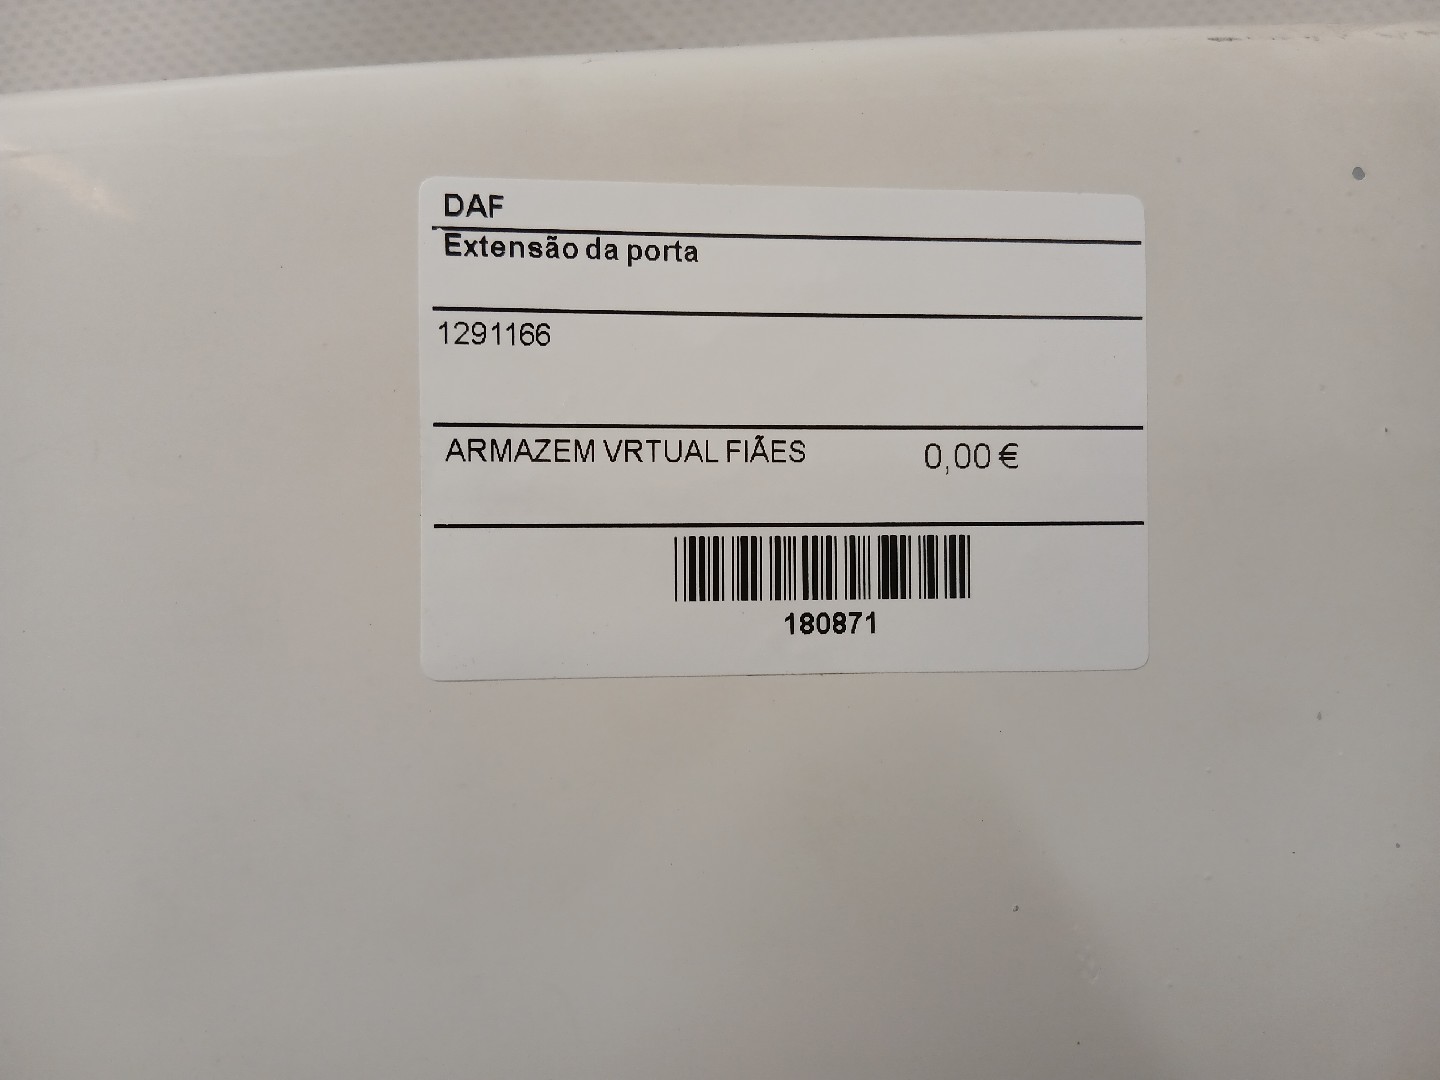 DAF
Extensão da porta
1291166
ARMAZEM VRTUAL FIÃES 0,00 €
180871